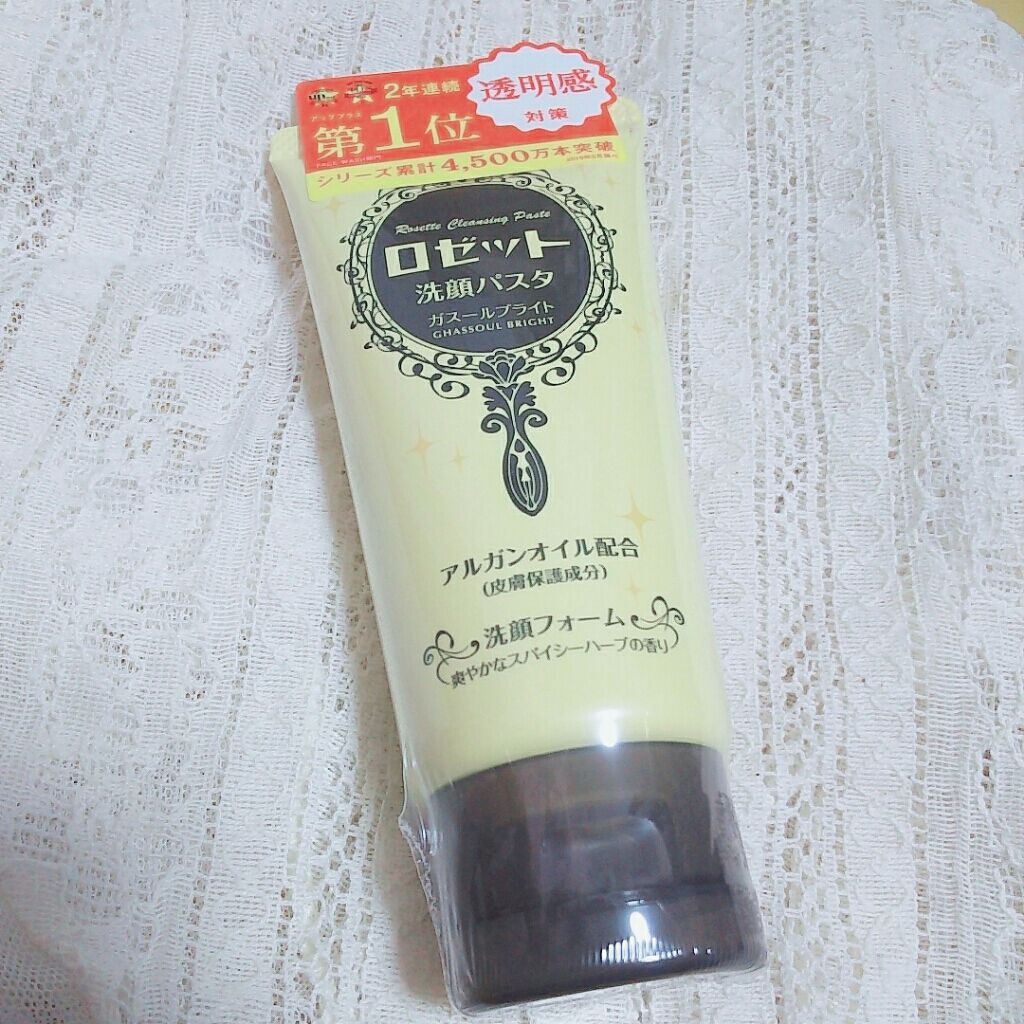 2年連続
第1位
透明感
対策
シリーズ累計4,500万本突破
Rosette Cleansing Paste
ロゼット
洗顔パスタ
ガスールブライト
GHASSOUL BRIGHT
アルガンオイル配合
(皮膚保護成分)
洗顔フォーム
爽やかなスパイシーハーブの香り